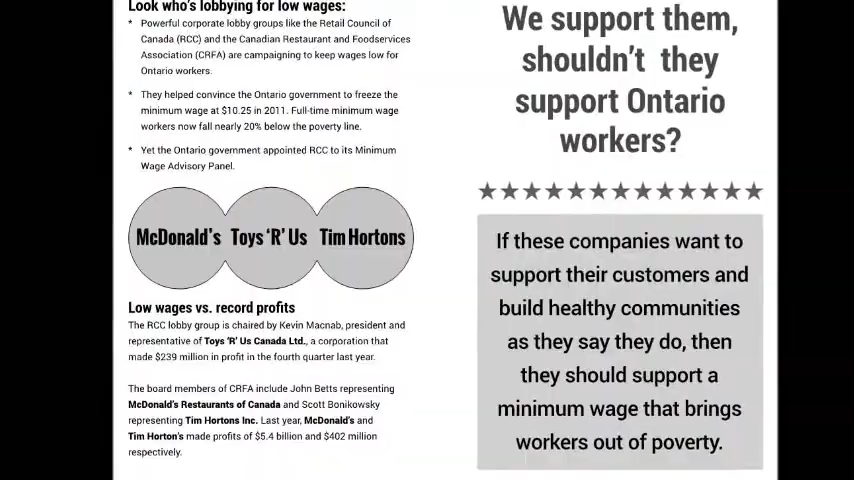 Look who's lobbying for low wages:
* Powerful corporate lobby groups like the Retail Council of
Canada (RCC) and the Canadian Restaurant and Foodservices
Association (CRFA) are campaigning to keep wages low for
Ontario workers.
* They helped convince the Ontario government to freeze the
minimum wage at $10.25 in 2011. Full-time minimum wage
workers now fall nearly 20% below the poverty line.
* Yet the Ontario government appointed RCC to its Minimum
Wage Advisory Panel.
McDonald's Toys 'R' Us Tim Hortons
Low wages vs. record profits
The RCC lobby group is chaired by Kevin Macnab, president and
representative of Toys 'R' Us Canada Ltd., a corporation that
made $239 million in profit in the fourth quarter last year.
The board members of CRFA include John Betts representing
McDonald's Restaurants of Canada and Scott Bonikowsky
representing Tim Hortons Inc. Last year, McDonald's and
Tim Horton's made profits of $5.4 billion and $402 million
respectively.
We support them,
shouldn't they
support Ontario
workers?
If these companies want to
support their customers and
build healthy communities
as they say they do, then
they should support a
minimum wage that brings
workers out of poverty.